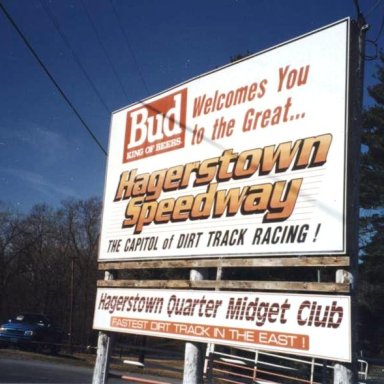 Bud
KING OF BEERS
Welcomes You
to the Great...
Hagerstown
Speedway
THE CAPITOL of DIRT TRACK RACING !
Hagerstown Quarter Midget Club
FASTEST DIRT TRACK IN THE EAST !